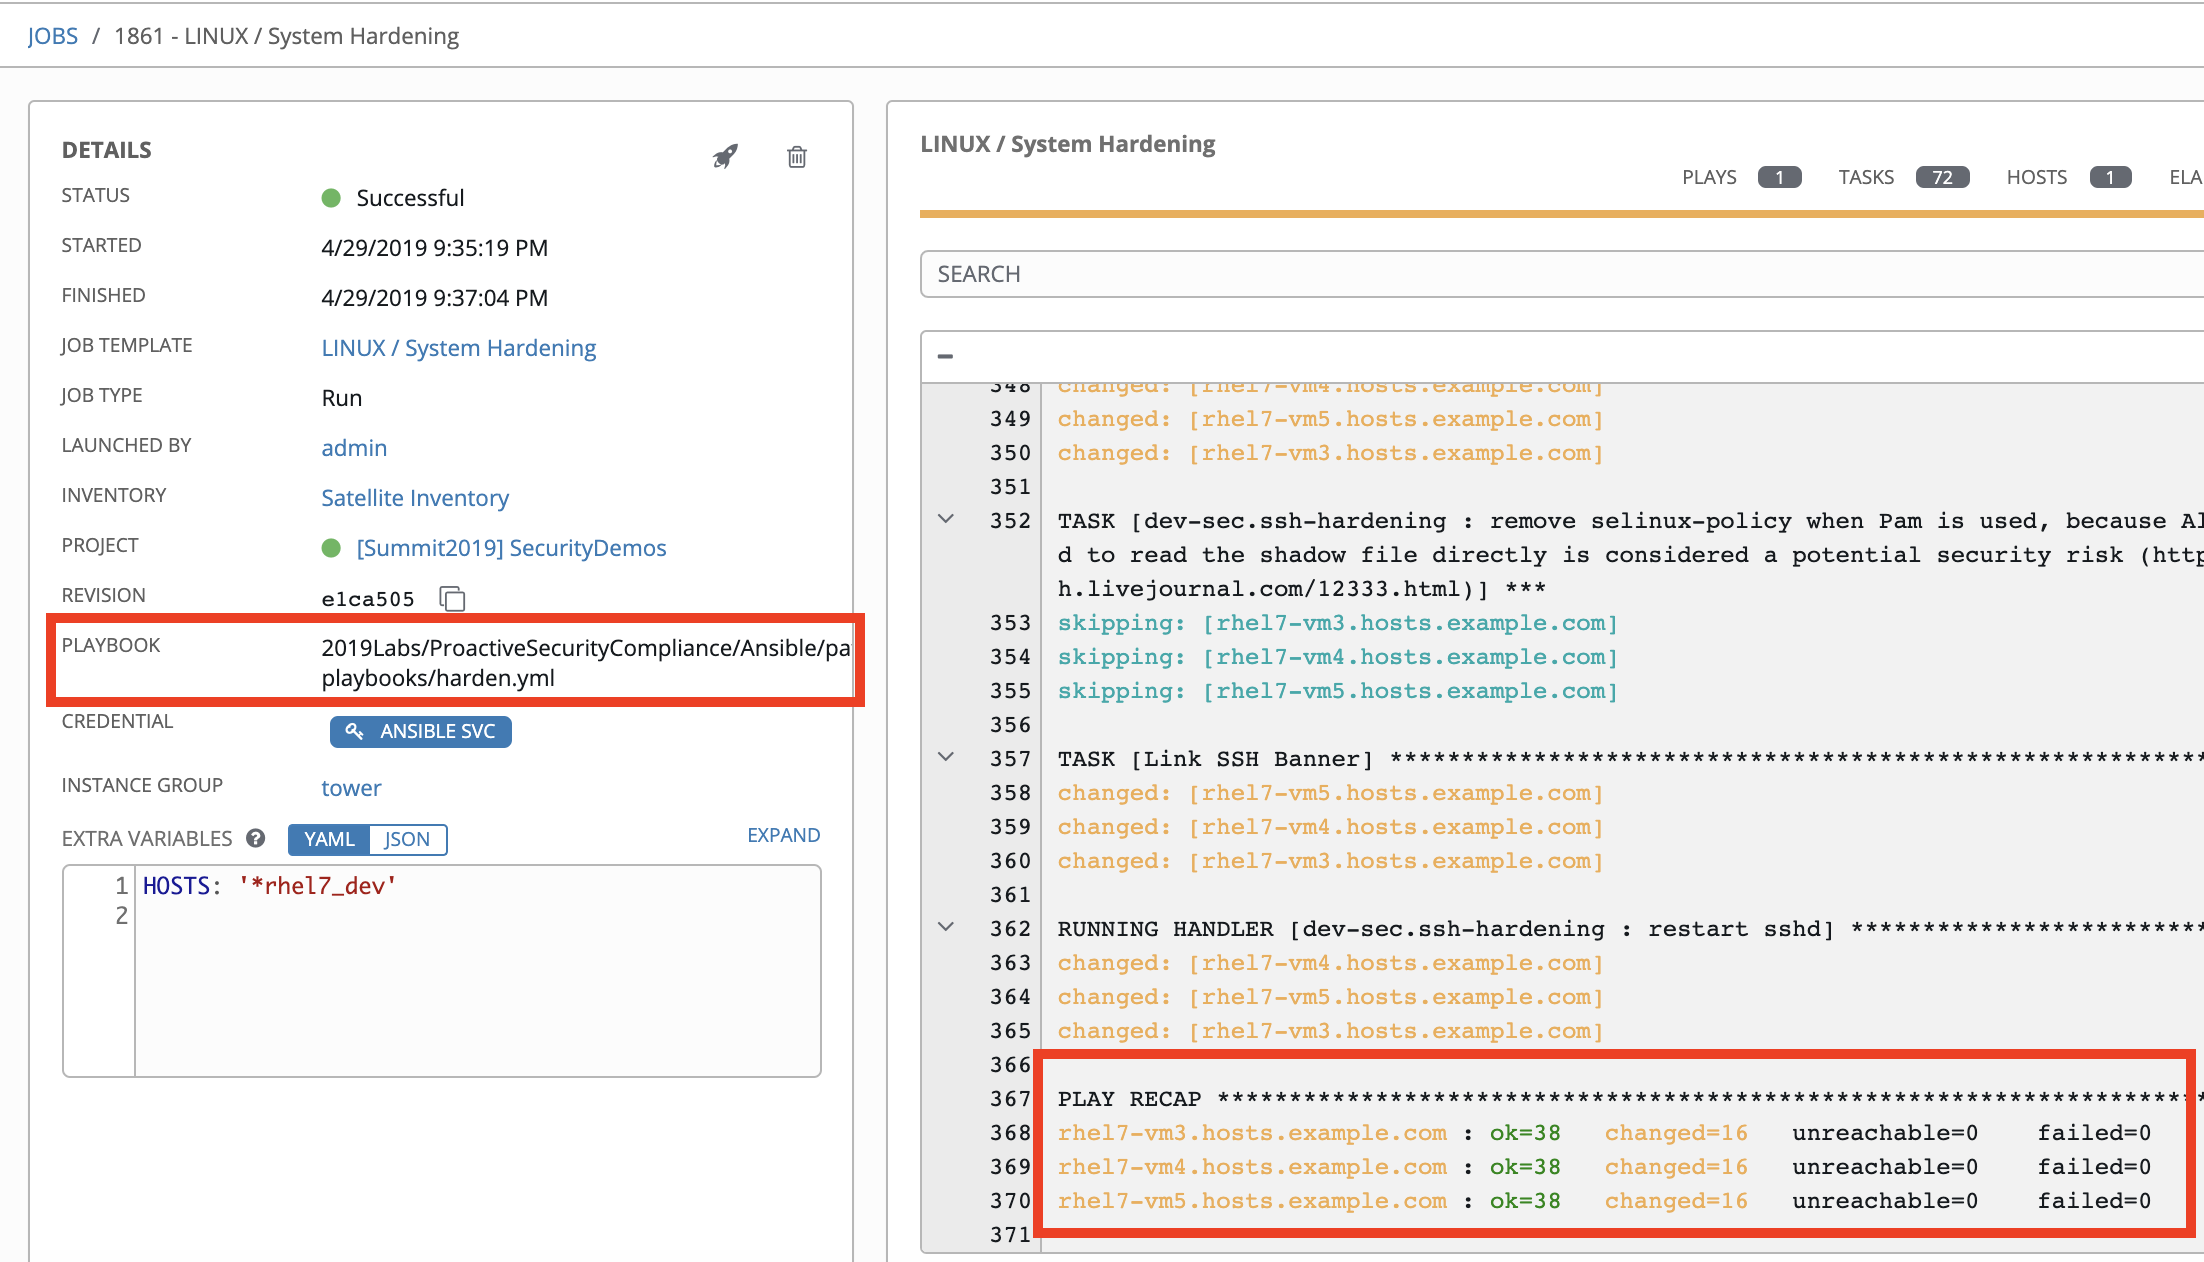 JOBS / 1861 - LINUX / System Hardening
DETAILS
STATUS Successful
STARTED 4/29/2019 9:35:19 PM
FINISHED 4/29/2019 9:37:04 PM
JOB TEMPLATE LINUX / System Hardening
JOB TYPE Run
LAUNCHED BY admin
INVENTORY Satellite Inventory
PROJECT [Summit2019] SecurityDemos
REVISION e1ca505
PLAYBOOK 2019Labs/ProactiveSecurityCompliance/Ansible/pa
playbooks/harden.yml
CREDENTIAL ANSIBLE SVC
INSTANCE GROUP tower
EXTRA VARIABLES ? YAML JSON EXPAND
1 HOSTS: '*rhel7_dev'
2
LINUX / System Hardening
PLAYS 1 TASKS 72 HOSTS 1 ELA
SEARCH
348 changed: [rhel7-vm4.hosts.example.com]
349 changed: [rhel7-vm5.hosts.example.com]
350 changed: [rhel7-vm3.hosts.example.com]
351
352 TASK [dev-sec.ssh-hardening : remove selinux-policy when Pam is used, because Al
d to read the shadow file directly is considered a potential security risk (http
h.livejournal.com/12333.html)] ***
353 skipping: [rhel7-vm3.hosts.example.com]
354 skipping: [rhel7-vm4.hosts.example.com]
355 skipping: [rhel7-vm5.hosts.example.com]
356
357 TASK [Link SSH Banner] *********************************************************
358 changed: [rhel7-vm5.hosts.example.com]
359 changed: [rhel7-vm4.hosts.example.com]
360 changed: [rhel7-vm3.hosts.example.com]
361
362 RUNNING HANDLER [dev-sec.ssh-hardening : restart sshd] *************************
363 changed: [rhel7-vm4.hosts.example.com]
364 changed: [rhel7-vm5.hosts.example.com]
365 changed: [rhel7-vm3.hosts.example.com]
366
367 PLAY RECAP *********************************************************************
368 rhel7-vm3.hosts.example.com : ok=38 changed=16 unreachable=0 failed=0
369 rhel7-vm4.hosts.example.com : ok=38 changed=16 unreachable=0 failed=0
370 rhel7-vm5.hosts.example.com : ok=38 changed=16 unreachable=0 failed=0
371